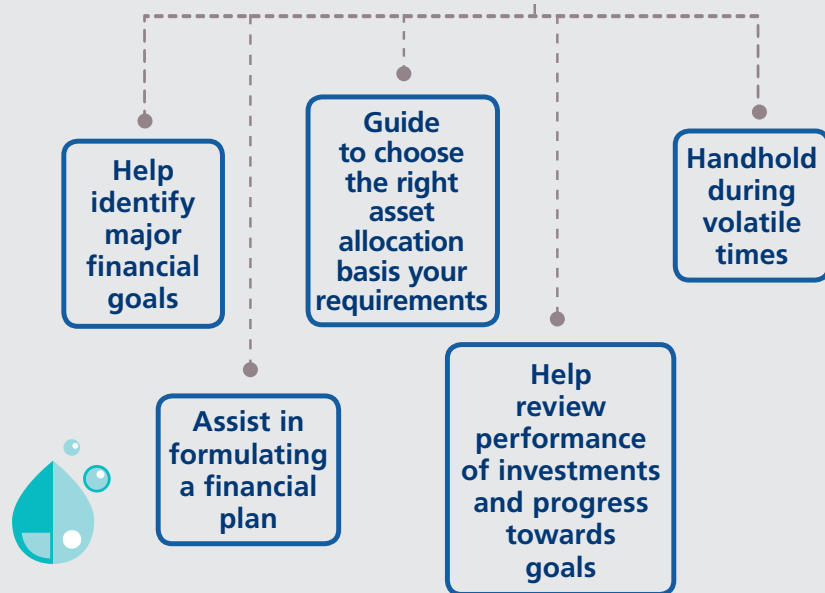 Help
identify
major
financial
goals
Assist in
formulating
a financial
plan
Guide
to choose
the right
asset
allocation
basis your
requirements
Help
review
performance
of investments
and progress
towards
goals
Handhold
during
volatile
times